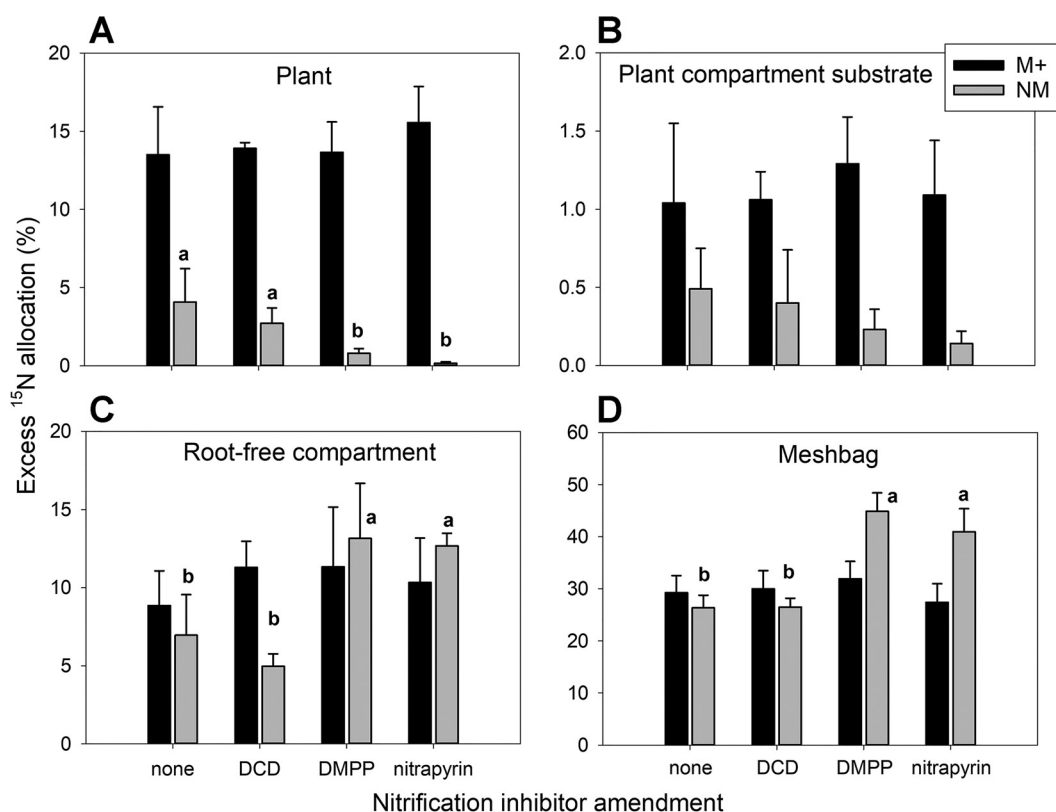 A
B
M+
NM
Plant
Plant compartment substrate
20
15
10
5
0
a
a
b
b
2.0
1.5
1.0
0.5
0.0
Excess ¹⁵N allocation (%)
C
D
Root-free compartment
Meshbag
20
15
10
5
0
b
b
a
a
60
50
40
30
20
10
0
b
b
a
a
none DCD DMPP nitrapyrin
none DCD DMPP nitrapyrin
Nitrification inhibitor amendment